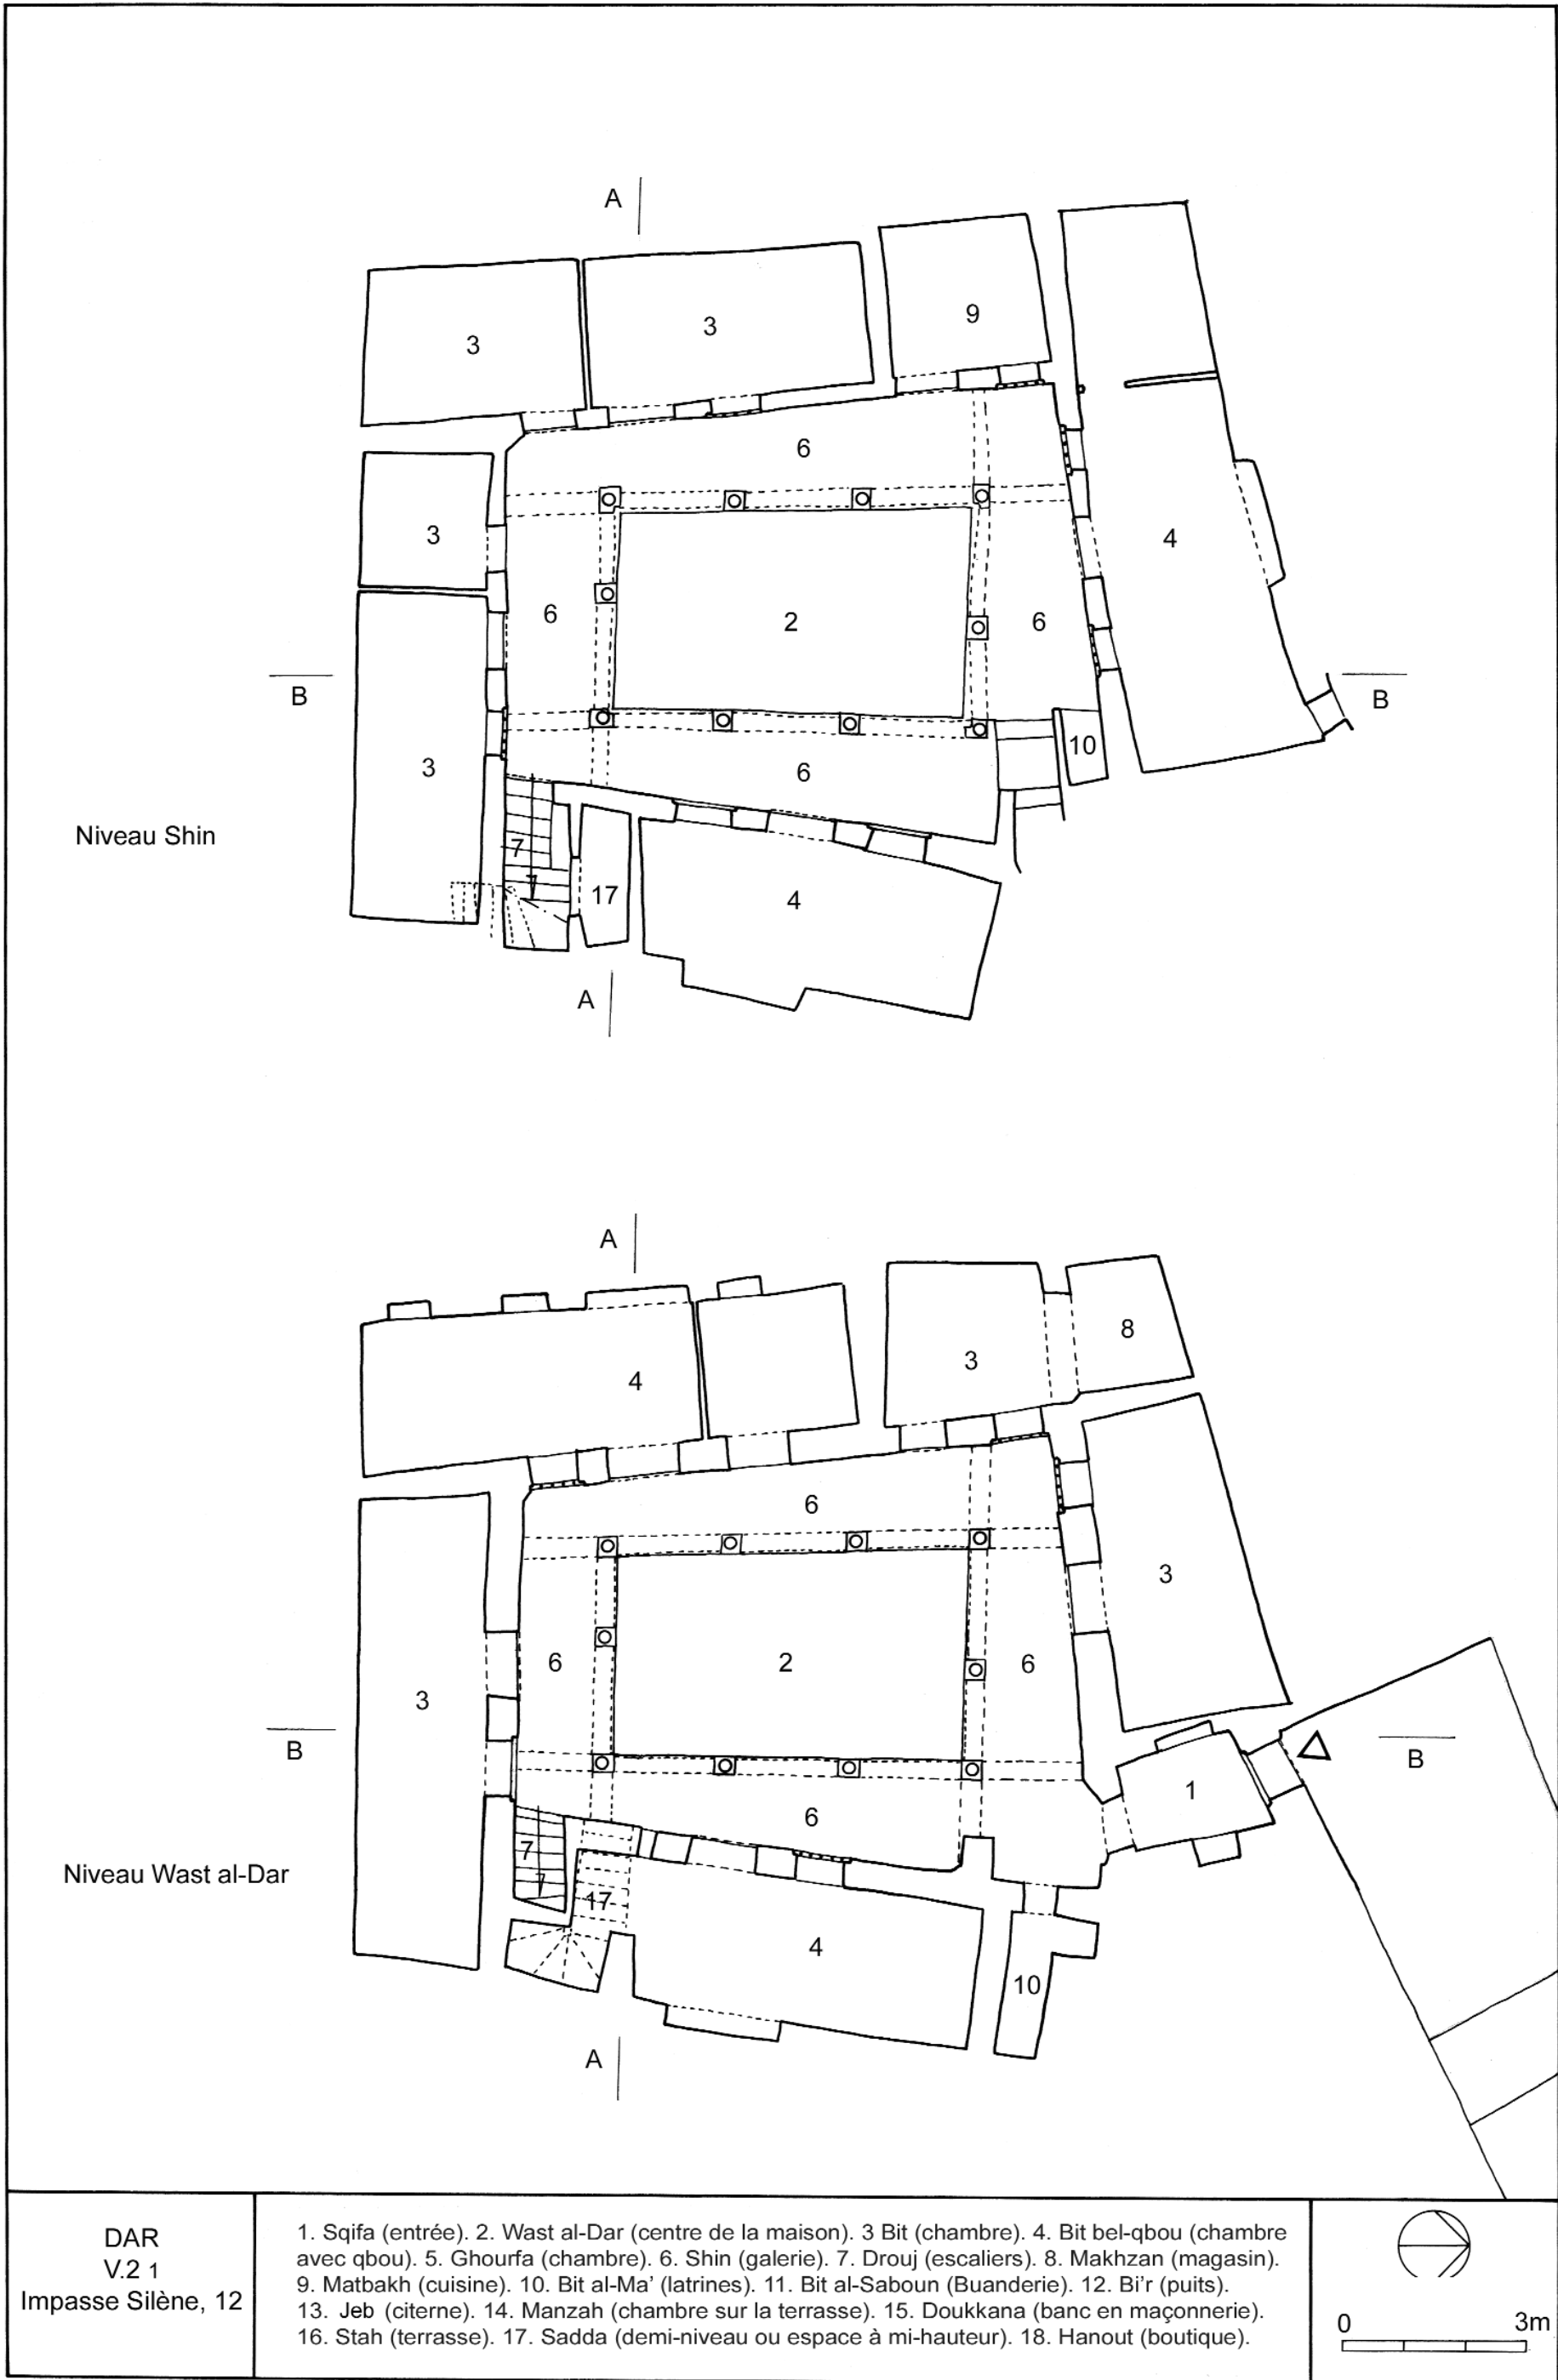 A
3
3
9
6
3
4
6
2
6
B
B
10
3
6
Niveau Shin
7
17
4
A
A
8
3
4
6
3
6
2
6
3
B
B
1
6
7
Niveau Wast al-Dar
17
4
10
A
DAR
V.2 1
Impasse Silène, 12
1. Sqifa (entrée). 2. Wast al-Dar (centre de la maison). 3 Bit (chambre). 4. Bit bel-qbou (chambre
avec qbou). 5. Ghourfa (chambre). 6. Shin (galerie). 7. Drouj (escaliers). 8. Makhzan (magasin).
9. Matbakh (cuisine). 10. Bit al-Ma’ (latrines). 11. Bit al-Saboun (Buanderie). 12. Bi’r (puits).
13. Jeb (citerne). 14. Manzah (chambre sur la terrasse). 15. Doukkana (banc en maçonnerie).
16. Stah (terrasse). 17. Sadda (demi-niveau ou espace à mi-hauteur). 18. Hanout (boutique).
0 3m